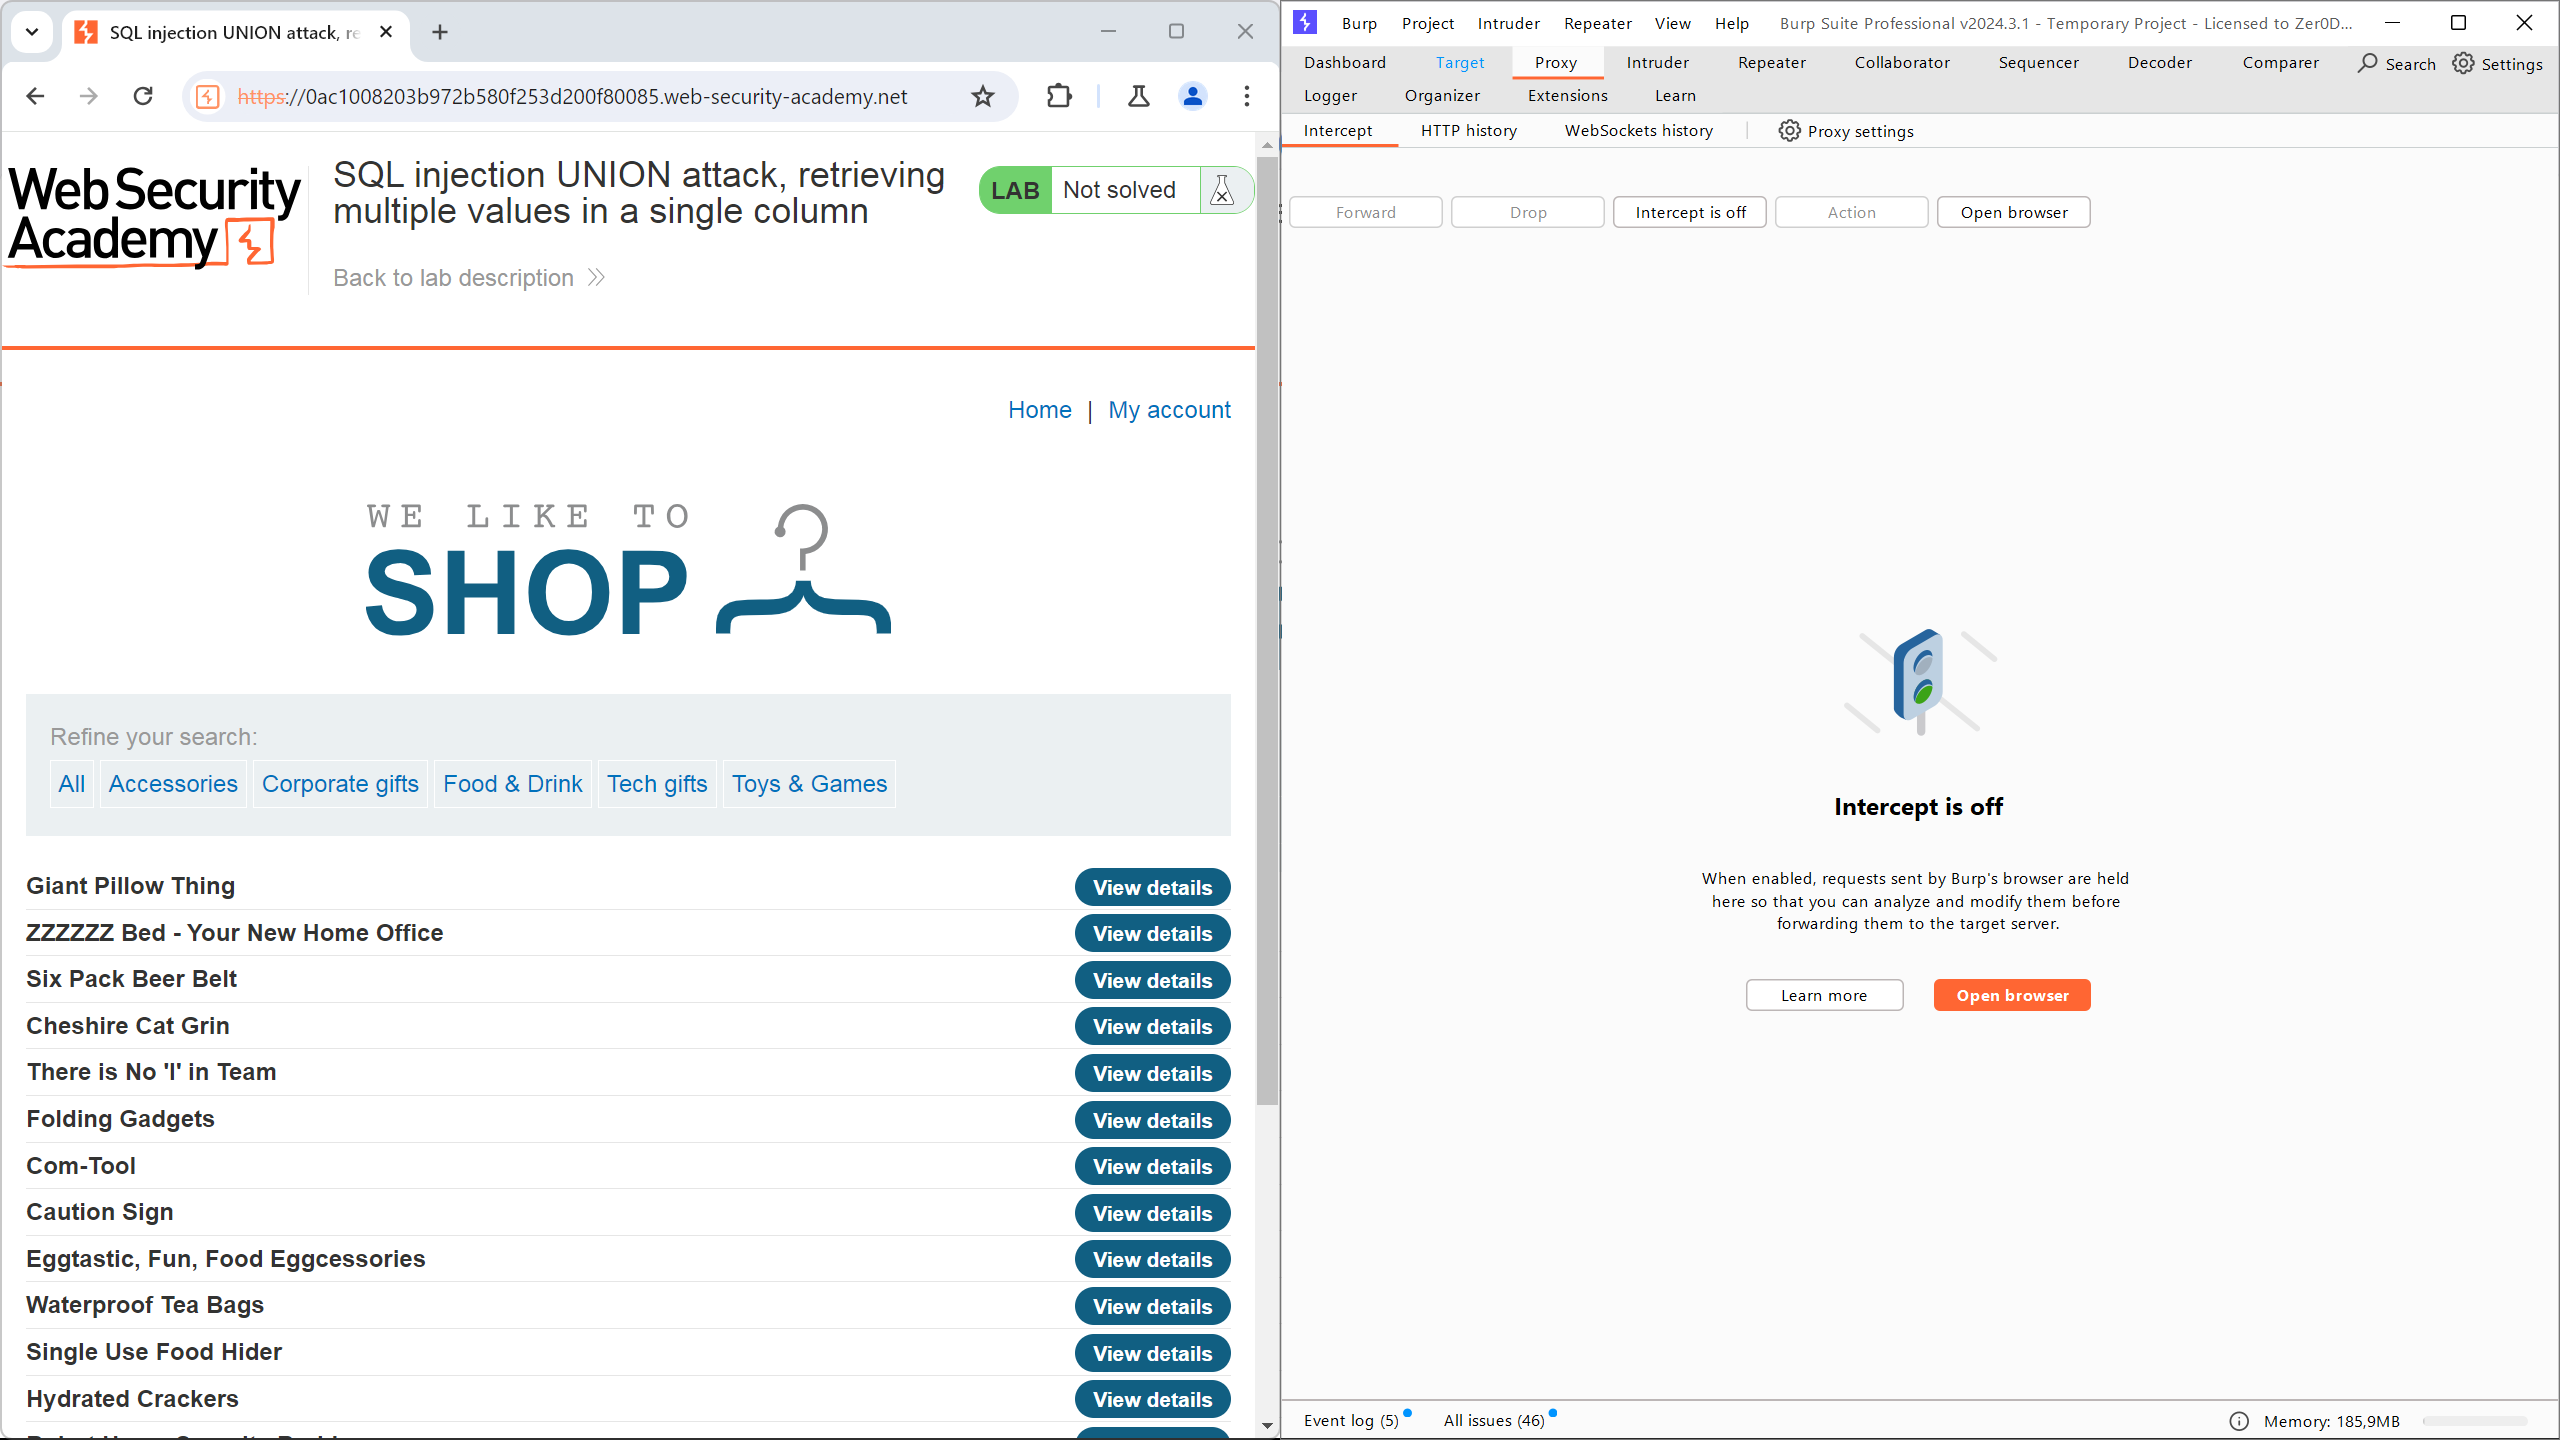 SQL injection UNION attack, re
https://0ac1008203b972b580f253d200f80085.web-security-academy.net
Web Security
Academy
SQL injection UNION attack, retrieving
multiple values in a single column
LAB Not solved
Back to lab description
Home | My account
WE LIKE TO
SHOP
Refine your search:
All Accessories Corporate gifts Food & Drink Tech gifts Toys & Games
Giant Pillow Thing View details
ZZZZZZ Bed - Your New Home Office View details
Six Pack Beer Belt View details
Cheshire Cat Grin View details
There is No 'I' in Team View details
Folding Gadgets View details
Com-Tool View details
Caution Sign View details
Eggtastic, Fun, Food Eggcessories View details
Waterproof Tea Bags View details
Single Use Food Hider View details
Hydrated Crackers View details
Burp Project Intruder Repeater View Help Burp Suite Professional v2024.3.1 - Temporary Project - Licensed to Zer0D...
Dashboard Target Proxy Intruder Repeater Collaborator Sequencer Decoder Comparer Search Settings
Logger Organizer Extensions Learn
Intercept HTTP history WebSockets history Proxy settings
Forward Drop Intercept is off Action Open browser
Intercept is off
When enabled, requests sent by Burp's browser are held
here so that you can analyze and modify them before
forwarding them to the target server.
Learn more Open browser
Event log (5) All issues (46) Memory: 185,9MB